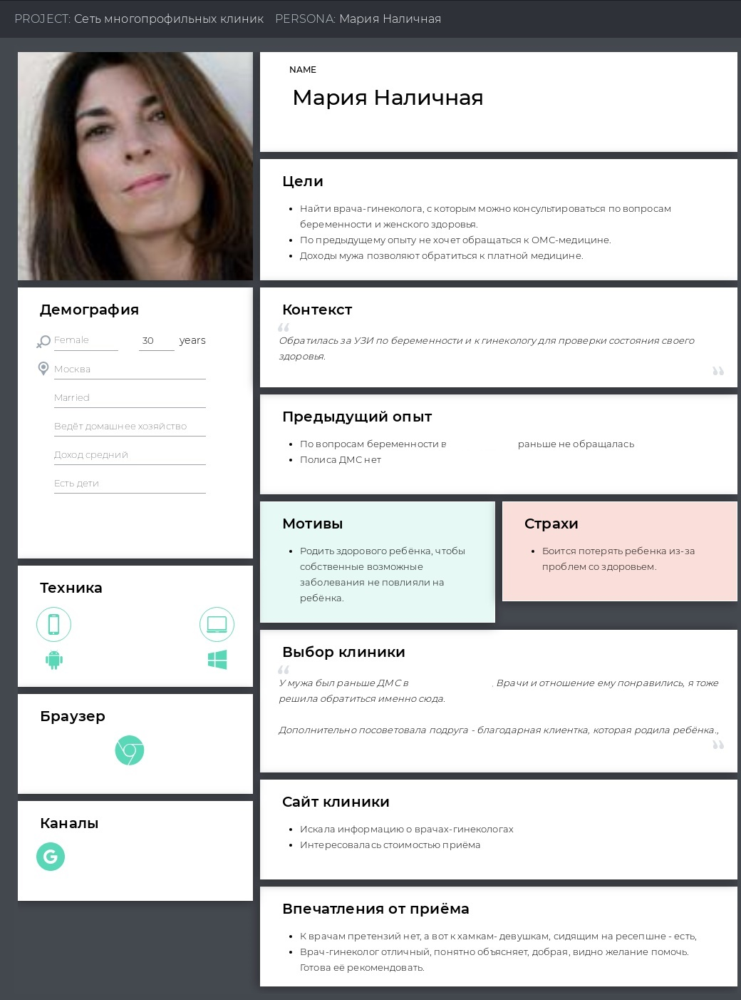 PROJECT: Сеть многопрофильных клиник PERSONA: Мария Наличная
NAME
Мария Наличная
Цели
Найти врача-гинеколога, с которым можно консультироваться по вопросам
беременности и женского здоровья.
По предыдущему опыту не хочет обращаться к ОМС-медицине.
Доходы мужа позволяют обратиться к платной медицине.
Демография
Female 30 years
Москва
Married
Ведёт домашнее хозяйство
Доход средний
Есть дети
Контекст
Обратилась за УЗИ по беременности и к гинекологу для проверки состояния своего
здоровья.
Предыдущий опыт
По вопросам беременности в раньше не обращалась
Полиса ДМС нет
Мотивы
Родить здорового ребёнка, чтобы
собственные возможные
заболевания не повлияли на
ребёнка.
Страхи
Боится потерять ребенка из-за
проблем со здоровьем.
Техника
Браузер
Каналы
Выбор клиники
У мужа был раньше ДМС в . Врачи и отношение ему понравились, я тоже
решила обратиться именно сюда.
Дополнительно посоветовала подруга - благодарная клиентка, которая родила ребёнка.,
Сайт клиники
Искала информацию о врачах-гинекологах
Интересовалась стоимостью приёма
Впечатления от приёма
К врачам претензий нет, а вот к хамкам- девушкам, сидящим на ресепшне - есть,
Врач-гинеколог отличный, понятно объясняет, добрая, видно желание помочь.
Готова её рекомендовать.